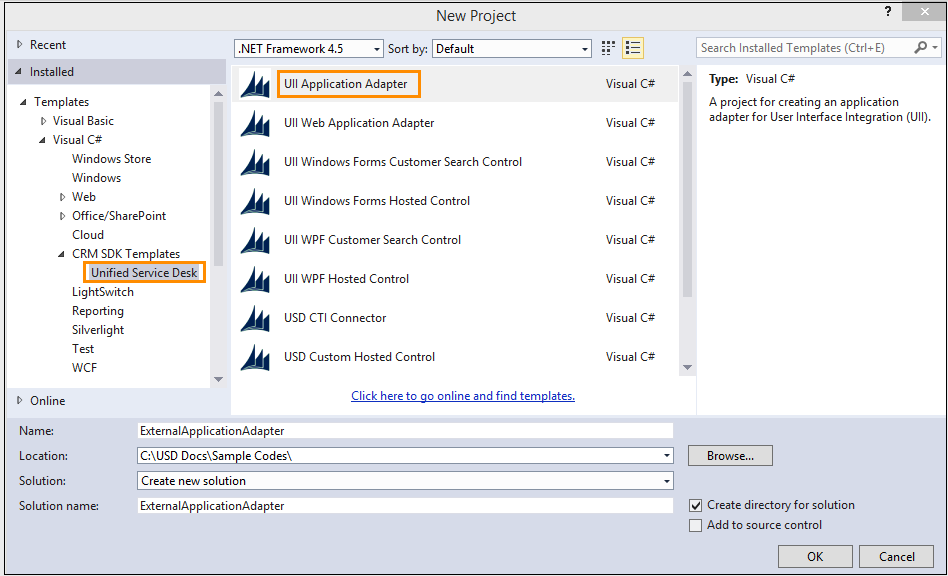 New Project
?
Recent
.NET Framework 4.5
Sort by:
Default
Search Installed Templates (Ctrl+E)
Installed
Templates
Visual Basic
Visual C#
Windows Store
Windows
Web
Office/SharePoint
Cloud
CRM SDK Templates
Unified Service Desk
LightSwitch
Reporting
Silverlight
Test
WCF
Online
UII Application Adapter Visual C#
UII Web Application Adapter Visual C#
UII Windows Forms Customer Search Control Visual C#
UII Windows Forms Hosted Control Visual C#
UII WPF Customer Search Control Visual C#
UII WPF Hosted Control Visual C#
USD CTI Connector Visual C#
USD Custom Hosted Control Visual C#
Click here to go online and find templates.
Type: Visual C#
A project for creating an application
adapter for User Interface Integration (UII).
Name: ExternalApplicationAdapter
Location: C:\USD Docs\Sample Codes\ Browse...
Solution: Create new solution
Solution name: ExternalApplicationAdapter
Create directory for solution
Add to source control
OK
Cancel